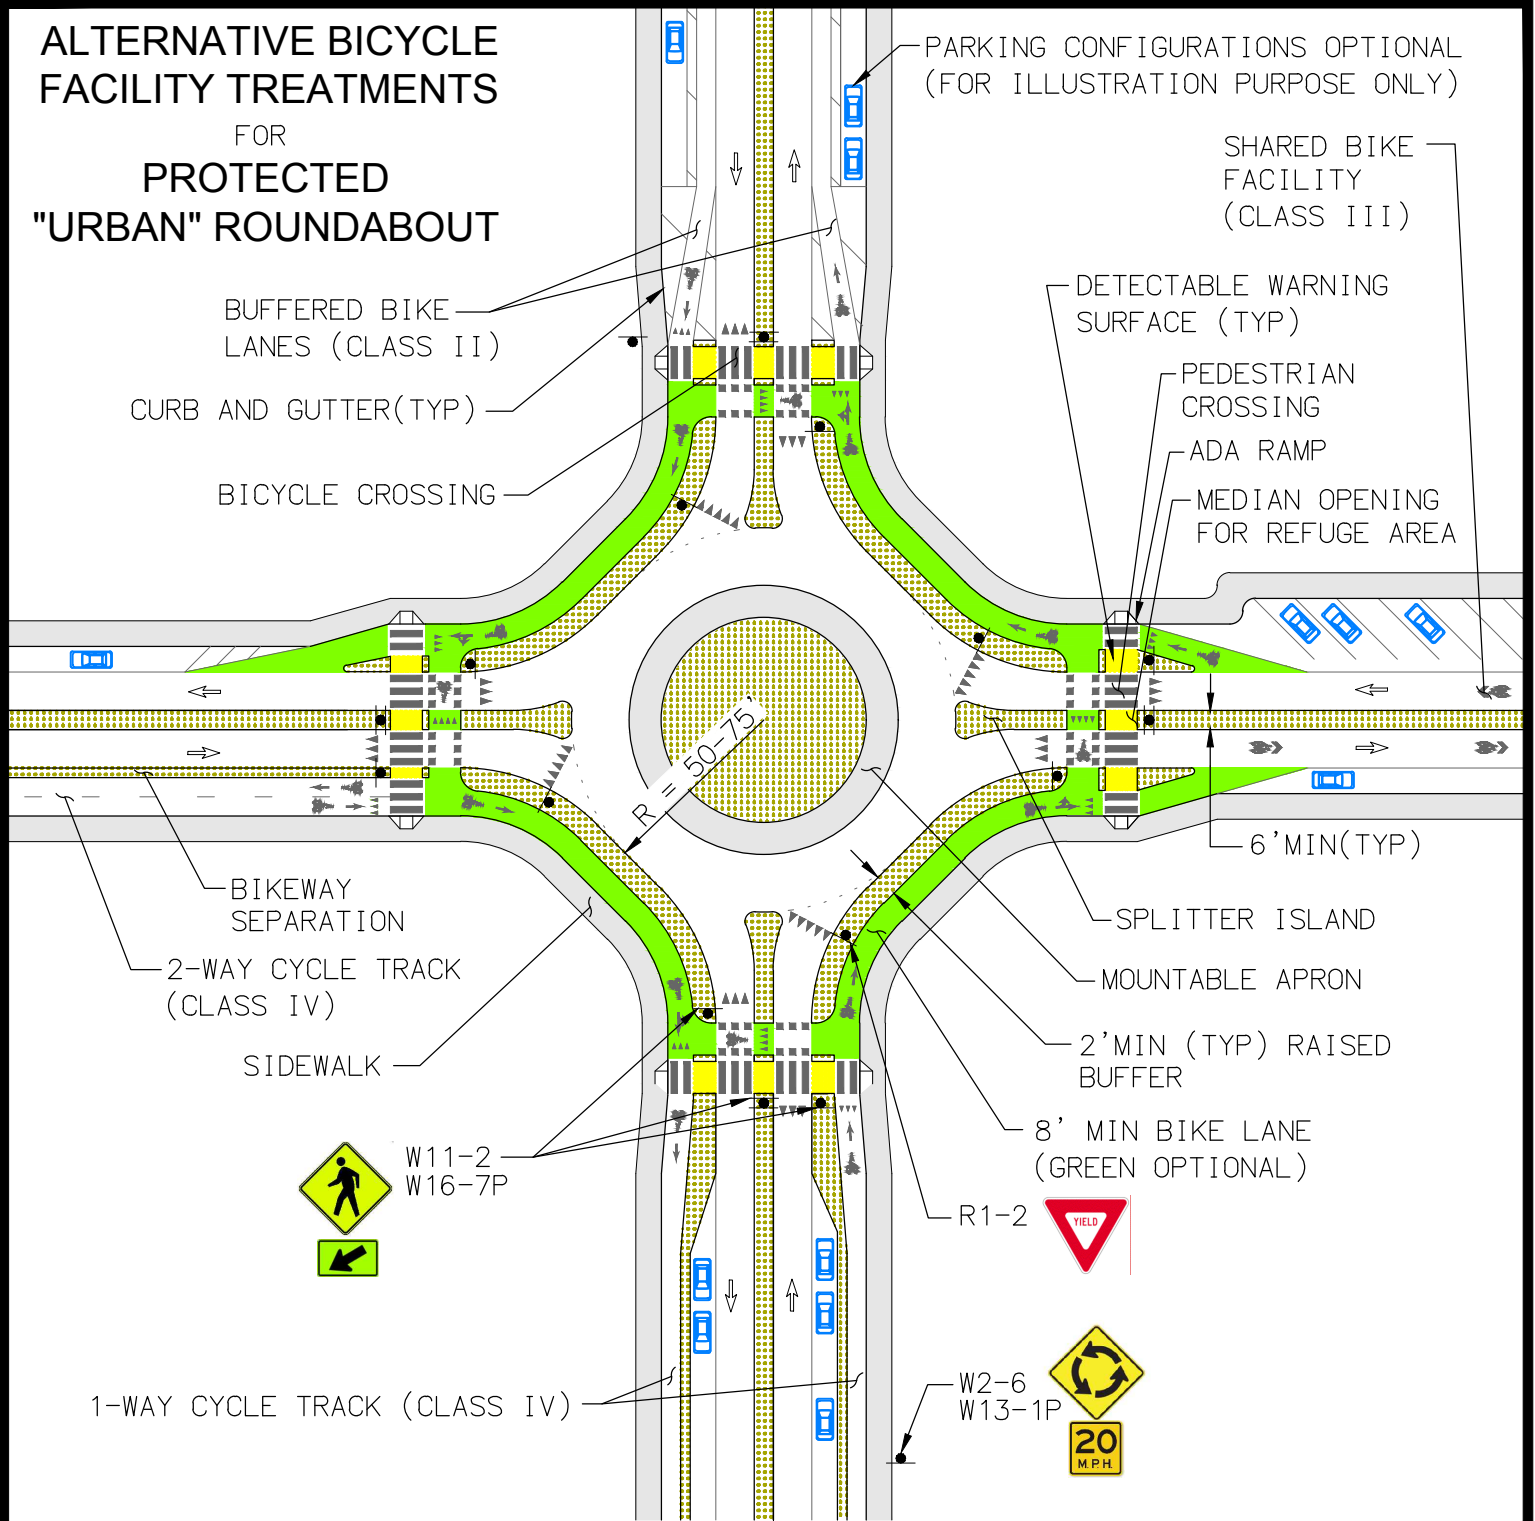 ALTERNATIVE BICYCLE
FACILITY TREATMENTS
FOR
PROTECTED
"URBAN" ROUNDABOUT
PARKING CONFIGURATIONS OPTIONAL
(FOR ILLUSTRATION PURPOSE ONLY)
SHARED BIKE
FACILITY
(CLASS III)
DETECTABLE WARNING
SURFACE (TYP)
BUFFERED BIKE
LANES (CLASS II)
PEDESTRIAN
CROSSING
CURB AND GUTTER(TYP)
ADA RAMP
BICYCLE CROSSING
MEDIAN OPENING
FOR REFUGE AREA
R = 50-75'
6'MIN(TYP)
BIKEWAY
SEPARATION
SPLITTER ISLAND
2-WAY CYCLE TRACK
(CLASS IV)
MOUNTABLE APRON
SIDEWALK
2'MIN (TYP) RAISED
BUFFER
8' MIN BIKE LANE
(GREEN OPTIONAL)
W11-2
W16-7P
R1-2
YIELD
1-WAY CYCLE TRACK (CLASS IV)
W2-6
W13-1P
20
M.P.H.